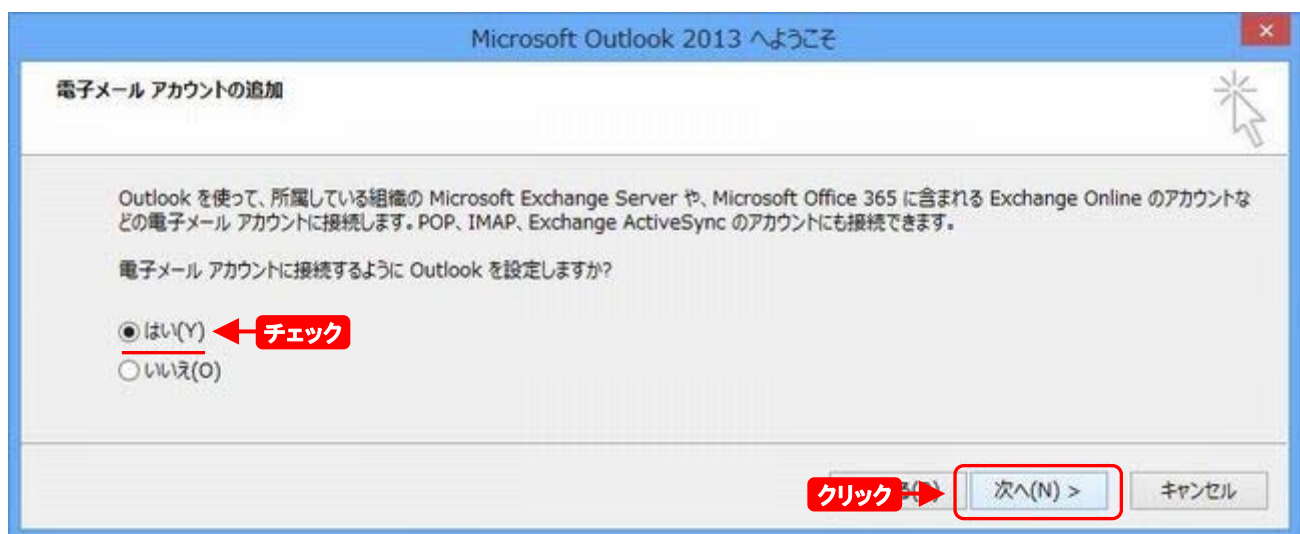 Microsoft Outlook 2013 へようこそ
電子メール アカウントの追加
Outlook を使って、所属している組織の Microsoft Exchange Server や、Microsoft Office 365 に含まれる Exchange Online のアカウントな
どの電子メール アカウントに接続します。POP、IMAP、Exchange ActiveSync のアカウントにも接続できます。
電子メール アカウントに接続するように Outlook を設定しますか?
はい(Y) チェック
いいえ(O)
クリック 次へ(N) > キャンセル